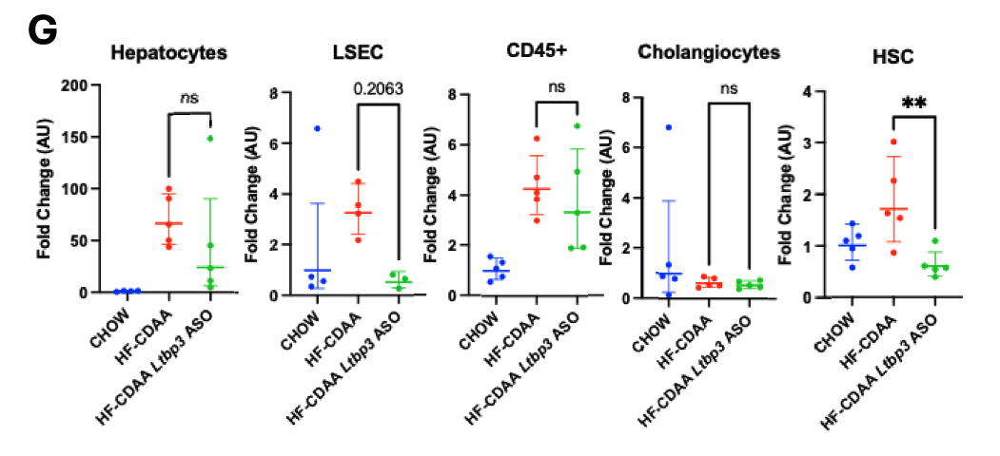 G
Hepatocytes
Fold Change (AU)
200
150
100
50
0
ns
CHOW
HF-CDAA
HF-CDAA Ltbp3 ASO
LSEC
Fold Change (AU)
8
6
4
2
0
0.2063
CHOW
HF-CDAA
HF-CDAA Ltbp3 ASO
CD45+
Fold Change (AU)
8
6
4
2
0
ns
CHOW
HF-CDAA
HF-CDAA Ltbp3 ASO
Cholangiocytes
Fold Change (AU)
8
6
4
2
0
ns
CHOW
HF-CDAA
HF-CDAA Ltbp3 ASO
HSC
Fold Change (AU)
4
3
2
1
0
**
CHOW
HF-CDAA
HF-CDAA Ltbp3 ASO